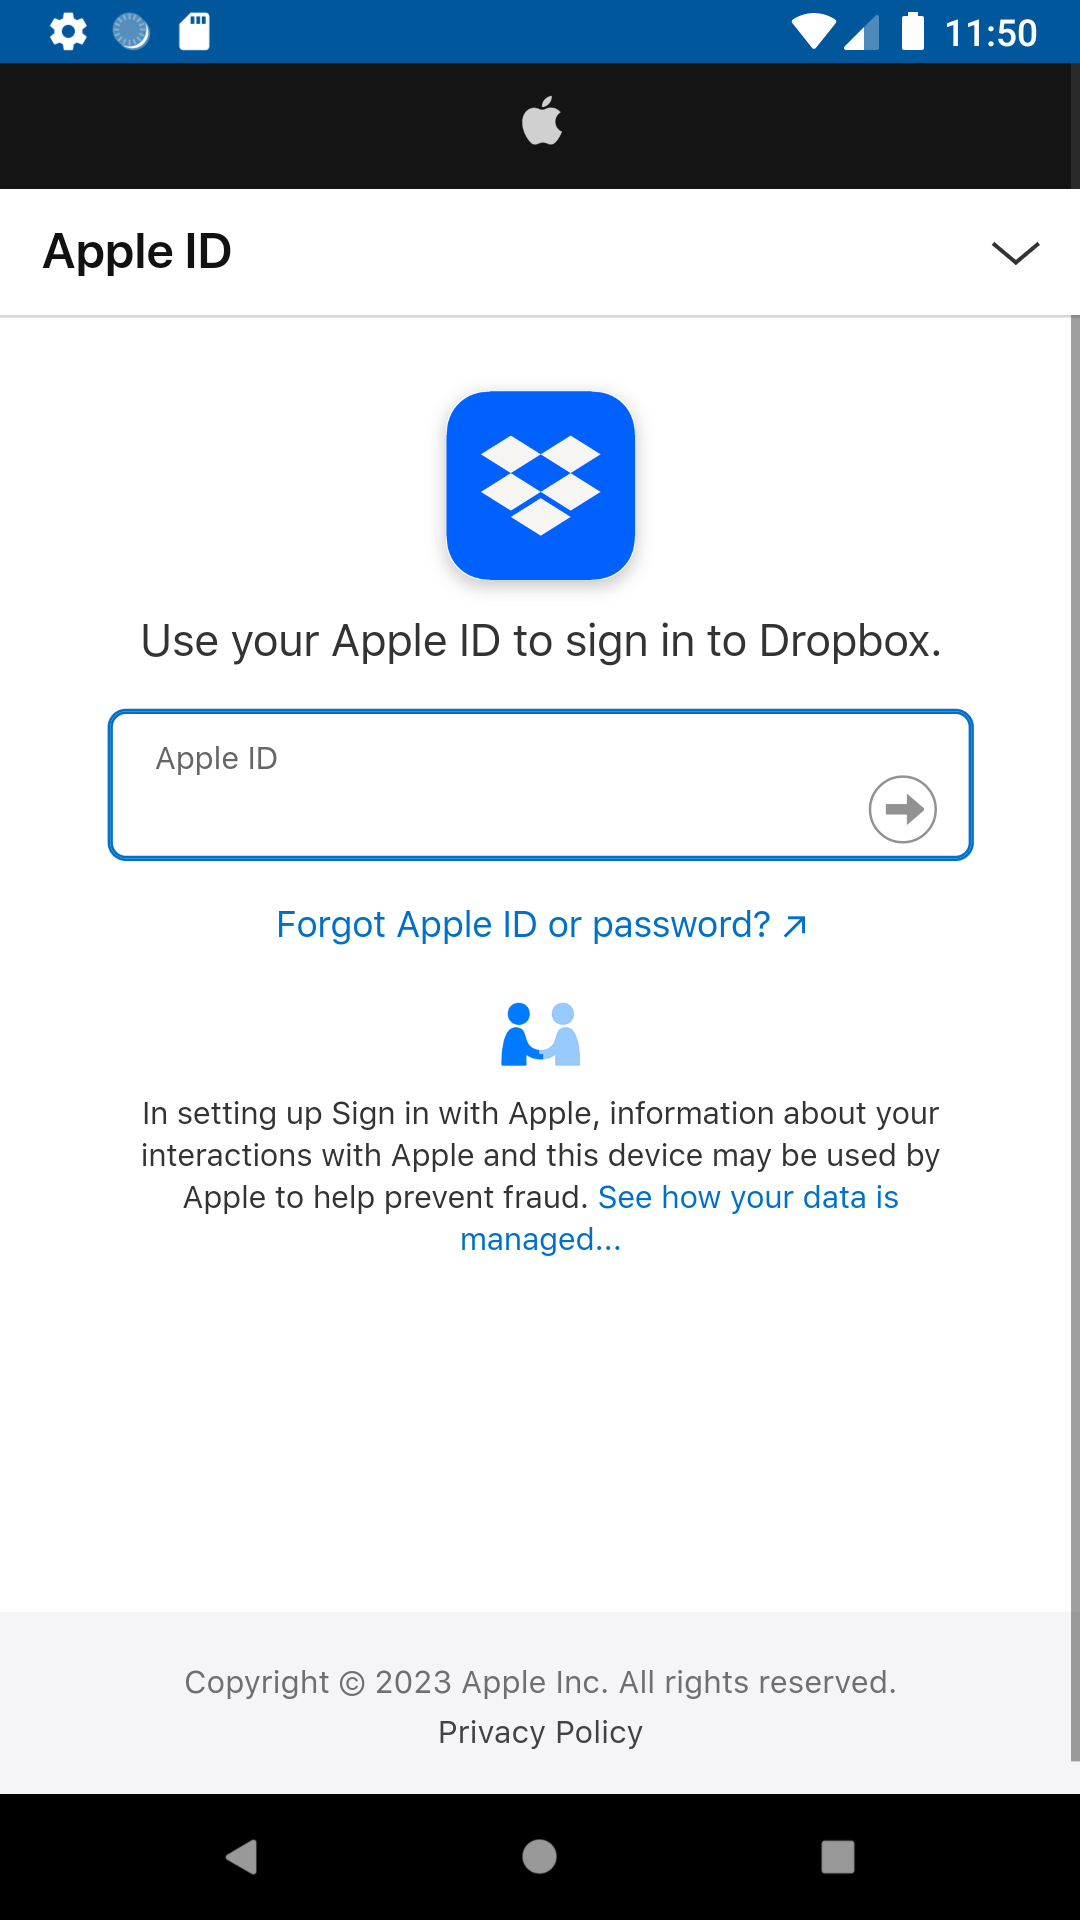 11:50
Apple ID
Use your Apple ID to sign in to Dropbox.
Apple ID
Forgot Apple ID or password?
In setting up Sign in with Apple, information about your
interactions with Apple and this device may be used by
Apple to help prevent fraud. See how your data is
managed...
Copyright © 2023 Apple Inc. All rights reserved.
Privacy Policy